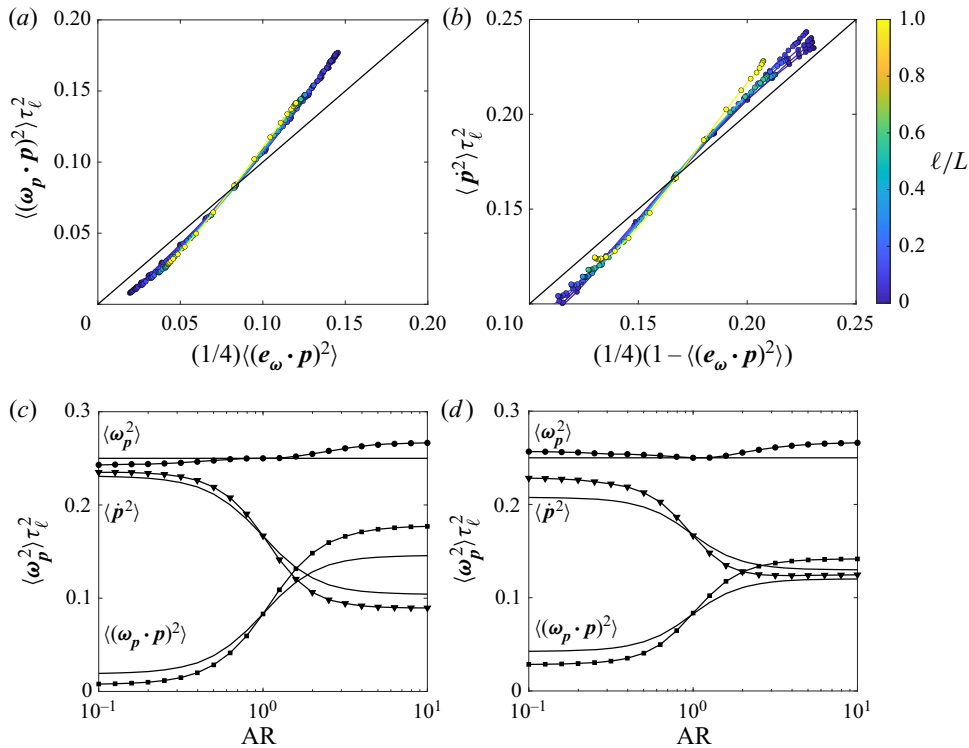 (a)
(b)
0.20
0.15
0.10
0.05
0
0.05
0.10
0.15
0.20
⟨(ω_p · p)²⟩τ_ℓ²
(1/4)⟨(e_ω · p)²⟩
0.25
0.20
0.15
0.15
0.20
0.25
⟨ṗ²⟩τ_ℓ²
(1/4)(1 – ⟨(e_ω · p)²⟩)
1.0
0.8
0.6
0.4
0.2
0
ℓ/L
(c)
(d)
0.3
0.2
0.1
0
⟨ω_p²⟩τ_ℓ²
⟨ω_p²⟩
⟨ṗ²⟩
⟨(ω_p · p)²⟩
10⁻¹
10⁰
10¹
AR
0.3
0.2
0.1
0
⟨ω_p²⟩τ_ℓ²
⟨ω_p²⟩
⟨ṗ²⟩
⟨(ω_p · p)²⟩
10⁻¹
10⁰
10¹
AR